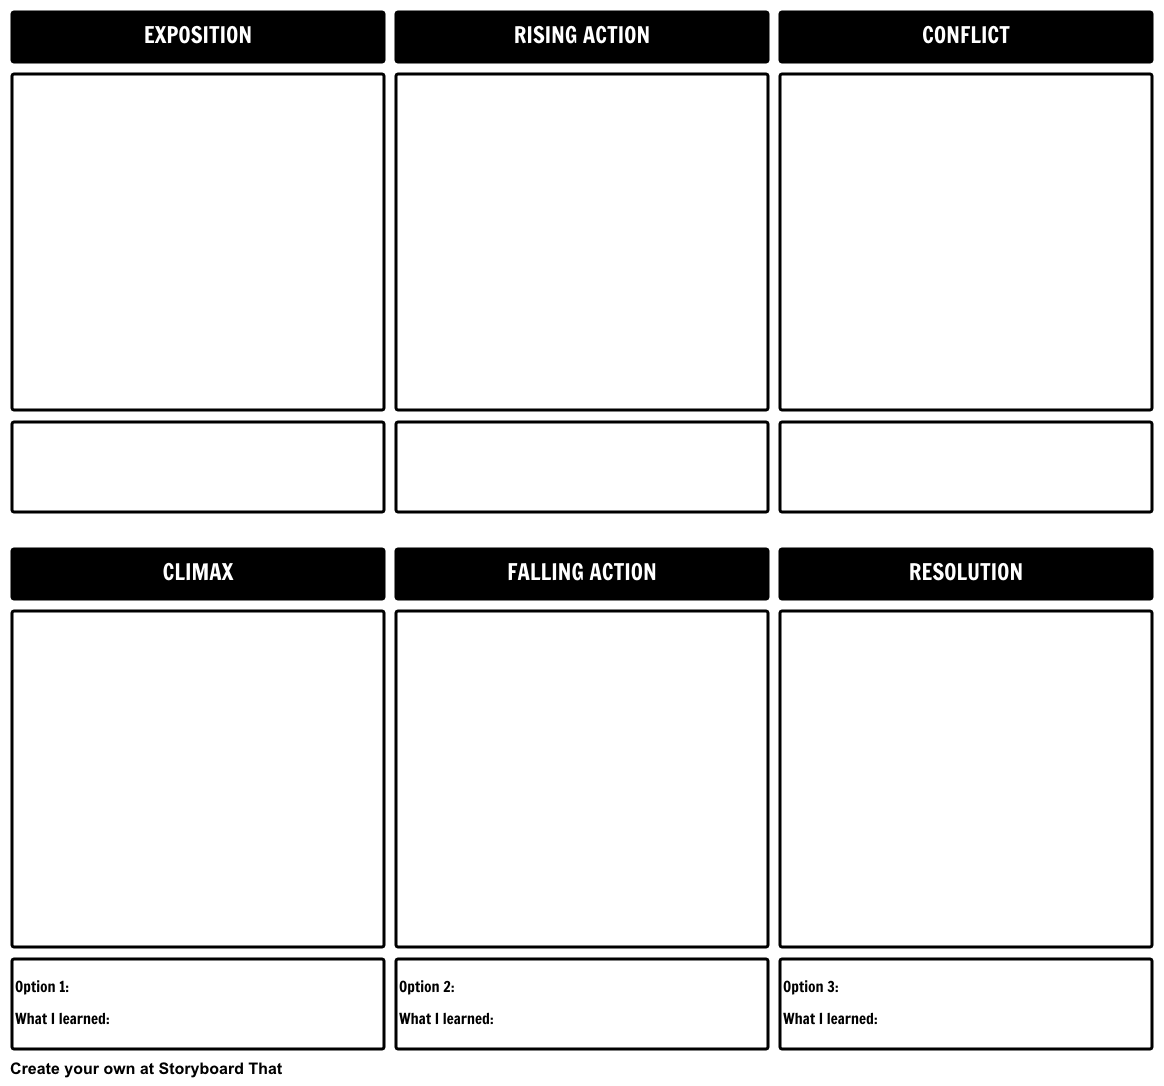 EXPOSITION
RISING ACTION
CONFLICT
CLIMAX
FALLING ACTION
RESOLUTION
Option 1:
What I learned:
Option 2:
What I learned:
Option 3:
What I learned:
Create your own at Storyboard That